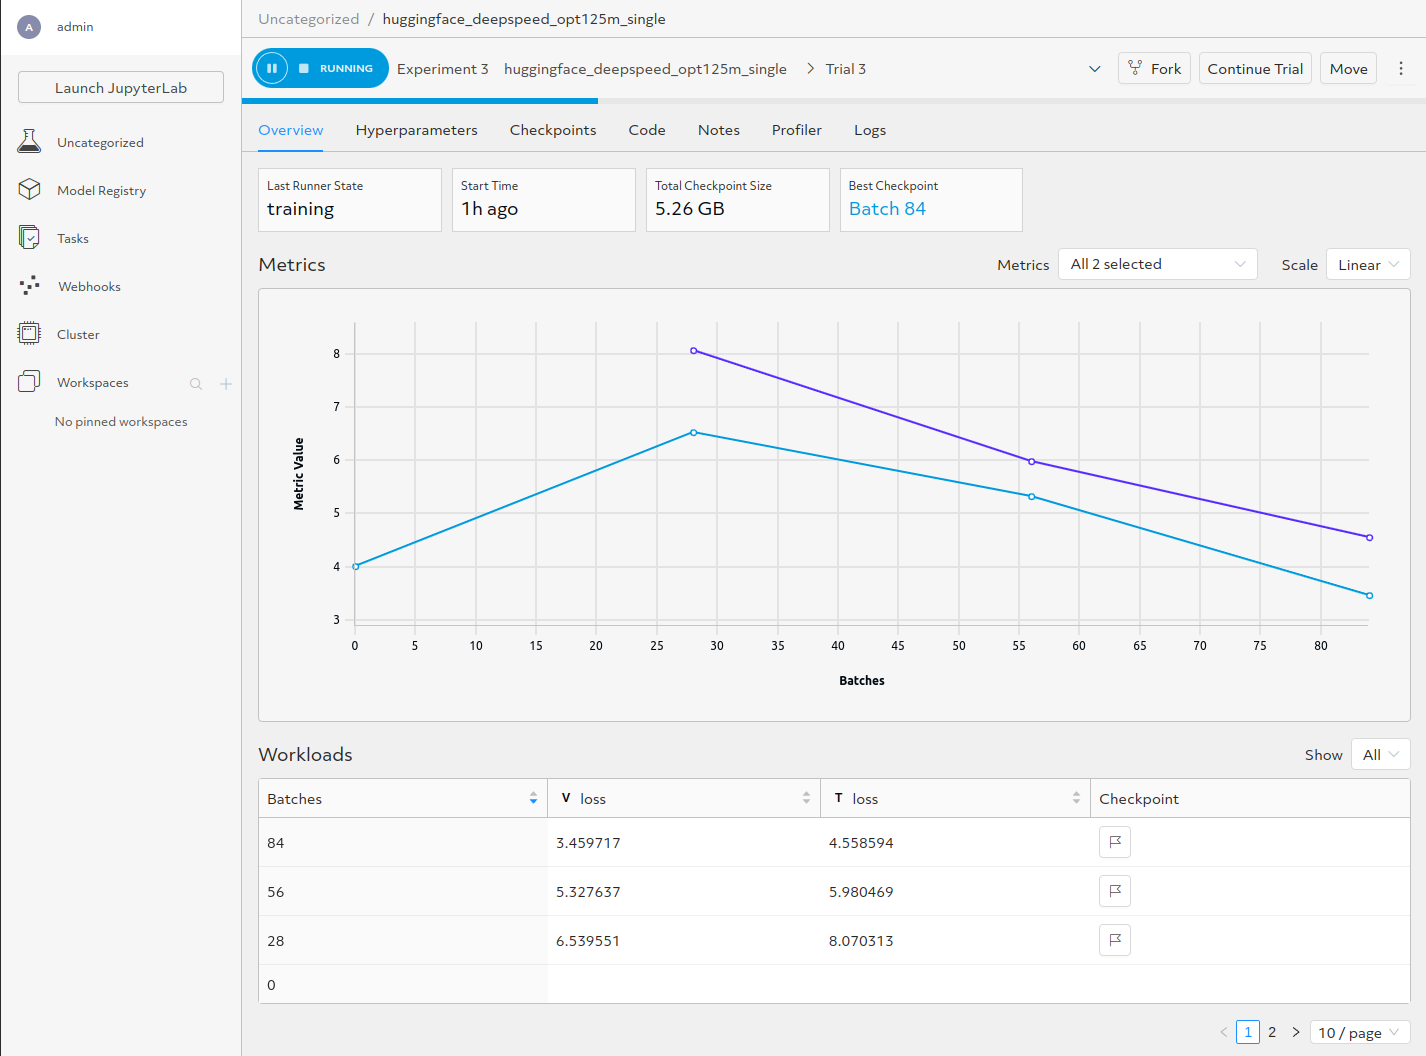 A admin
Uncategorized / huggingface_deepspeed_opt125m_single
Launch JupyterLab
Uncategorized
Model Registry
Tasks
Webhooks
Cluster
Workspaces
No pinned workspaces
RUNNING Experiment 3 huggingface_deepspeed_opt125m_single > Trial 3 Fork Continue Trial Move
Overview Hyperparameters Checkpoints Code Notes Profiler Logs
Last Runner State
training
Start Time
1h ago
Total Checkpoint Size
5.26 GB
Best Checkpoint
Batch 84
Metrics Metrics All 2 selected Scale Linear
Metric Value
8
7
6
5
4
3
0 5 10 15 20 25 30 35 40 45 50 55 60 65 70 75 80
Batches
Workloads Show All
Batches V loss T loss Checkpoint
84 3.459717 4.558594
56 5.327637 5.980469
28 6.539551 8.070313
0
< 1 2 > 10 / page